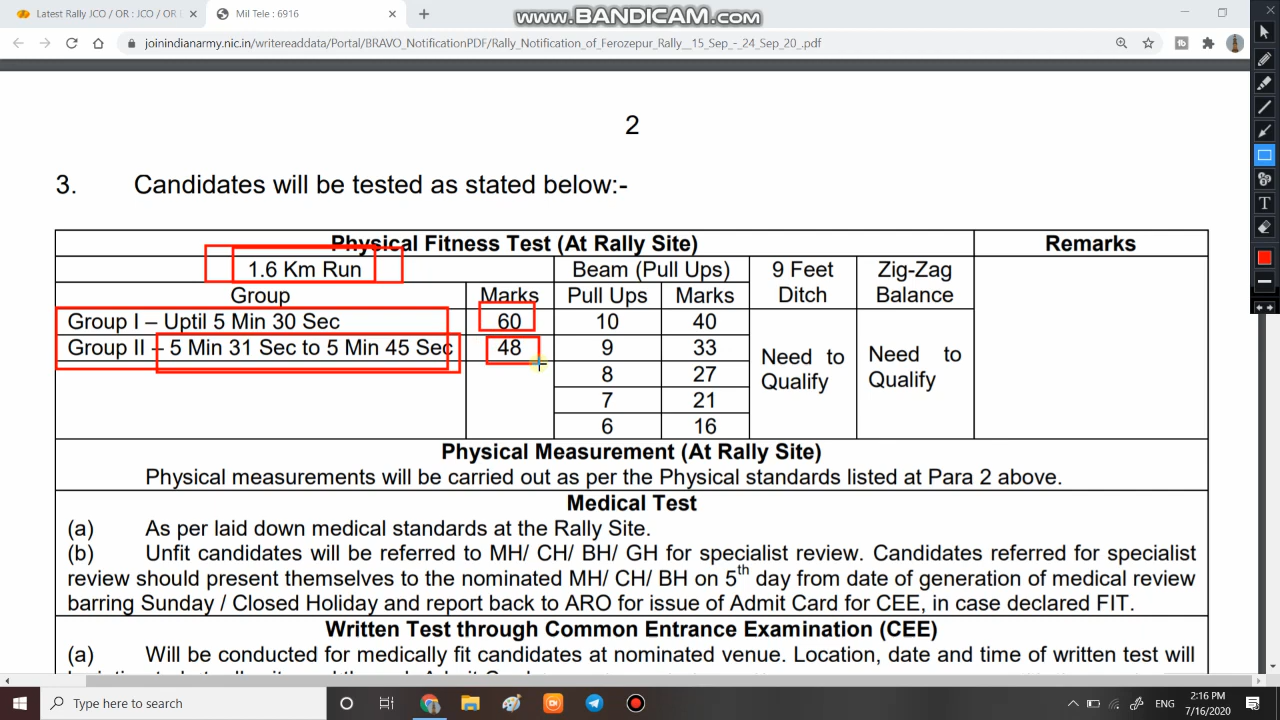 Latest Rally JCO / OR : JCO / OR E
Mil Tele : 6916
www.BANDICAM.com
joinindianarmy.nic.in/writereaddata/Portal/BRAVO_NotificationPDF/Rally_Notification_of_Ferozepur_Rally__15_Sep_-_24_Sep_20_.pdf
2
3. Candidates will be tested as stated below:-
Physical Fitness Test (At Rally Site) Remarks
1.6 Km Run Beam (Pull Ups) 9 Feet Ditch Zig-Zag Balance
Group Marks Pull Ups Marks
Group I – Uptil 5 Min 30 Sec 60 10 40 Need to Qualify Need to Qualify
Group II – 5 Min 31 Sec to 5 Min 45 Sec 48 9 33
8 27
7 21
6 16
Physical Measurement (At Rally Site)
Physical measurements will be carried out as per the Physical standards listed at Para 2 above.
Medical Test
(a) As per laid down medical standards at the Rally Site.
(b) Unfit candidates will be referred to MH/ CH/ BH/ GH for specialist review. Candidates referred for specialist
review should present themselves to the nominated MH/ CH/ BH on 5th day from date of generation of medical review
barring Sunday / Closed Holiday and report back to ARO for issue of Admit Card for CEE, in case declared FIT.
Written Test through Common Entrance Examination (CEE)
(a) Will be conducted for medically fit candidates at nominated venue. Location, date and time of written test will
Type here to search
ENG
2:16 PM
7/16/2020